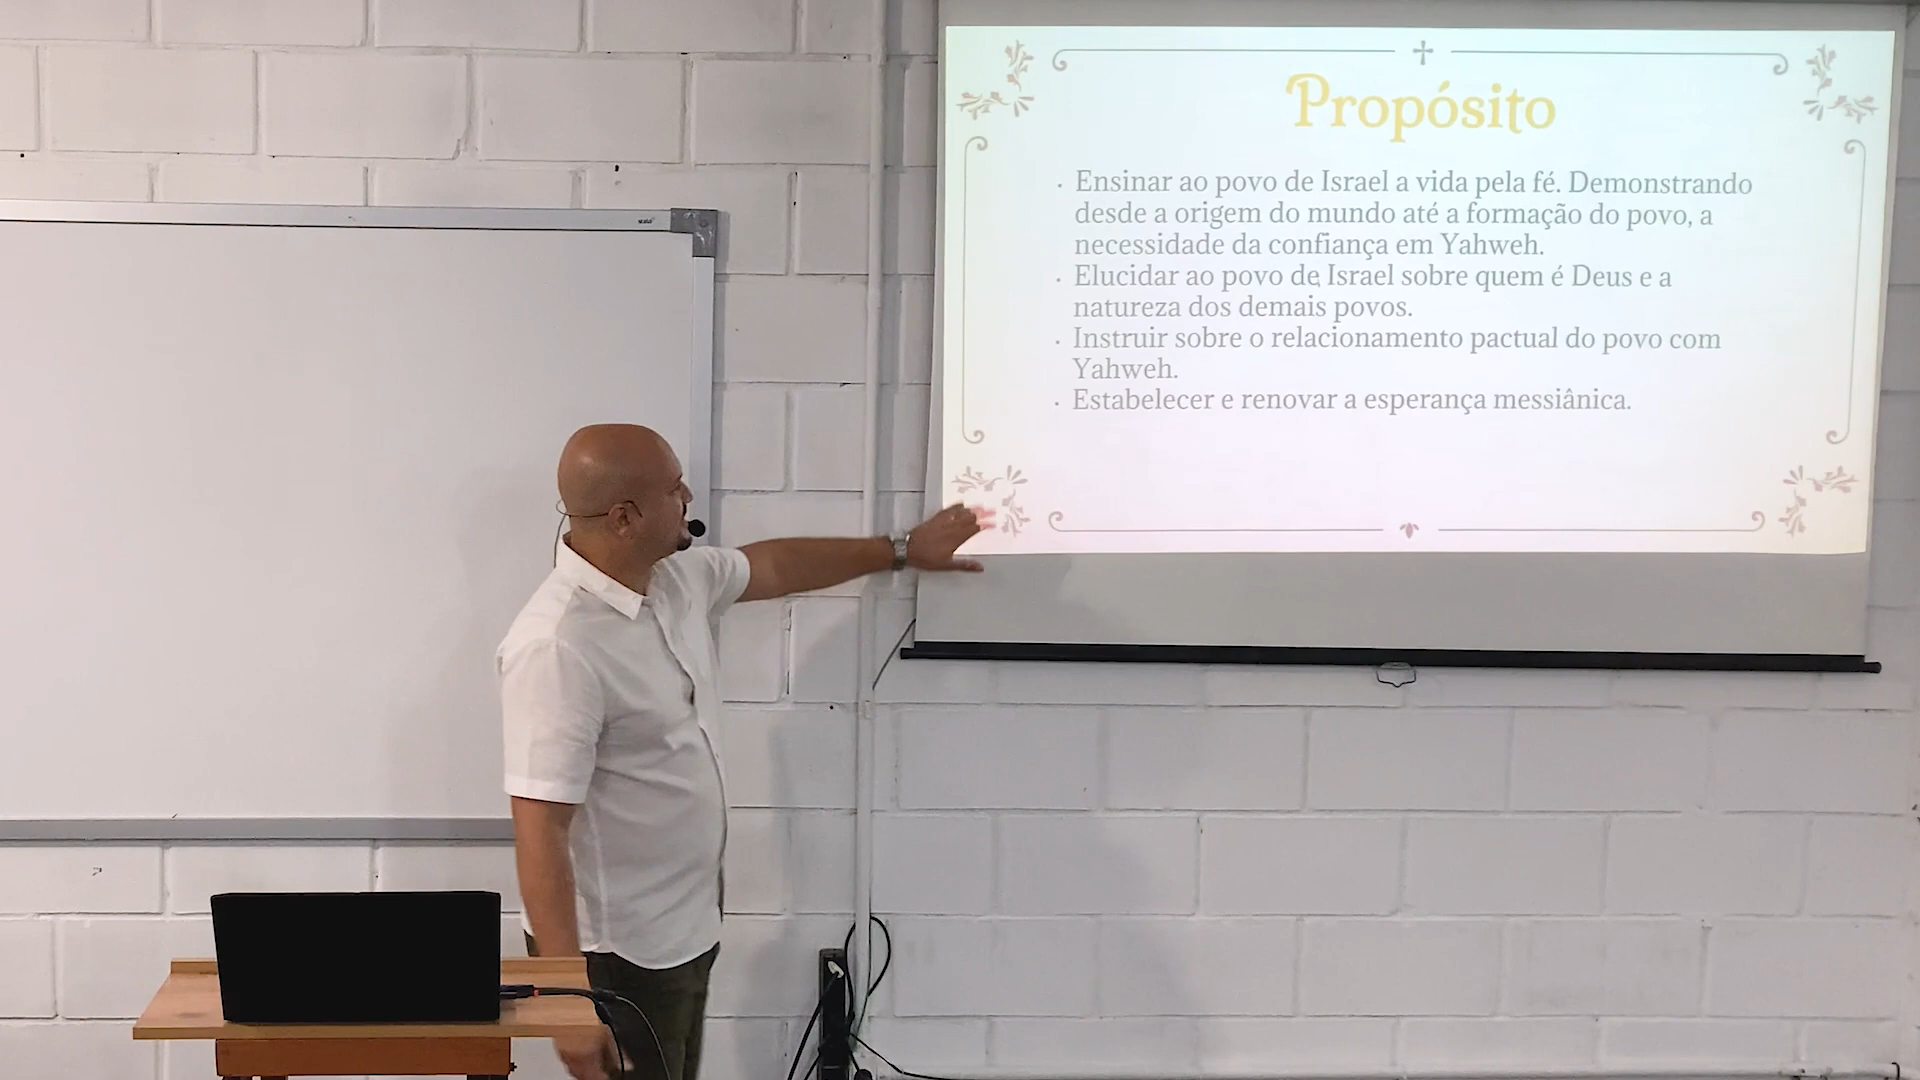 Propósito
· Ensinar ao povo de Israel a vida pela fé. Demonstrando
desde a origem do mundo até a formação do povo, a
necessidade da confiança em Yahweh.
· Elucidar ao povo de Israel sobre quem é Deus e a
natureza dos demais povos.
· Instruir sobre o relacionamento pactual do povo com
Yahweh.
· Estabelecer e renovar a esperança messiânica.